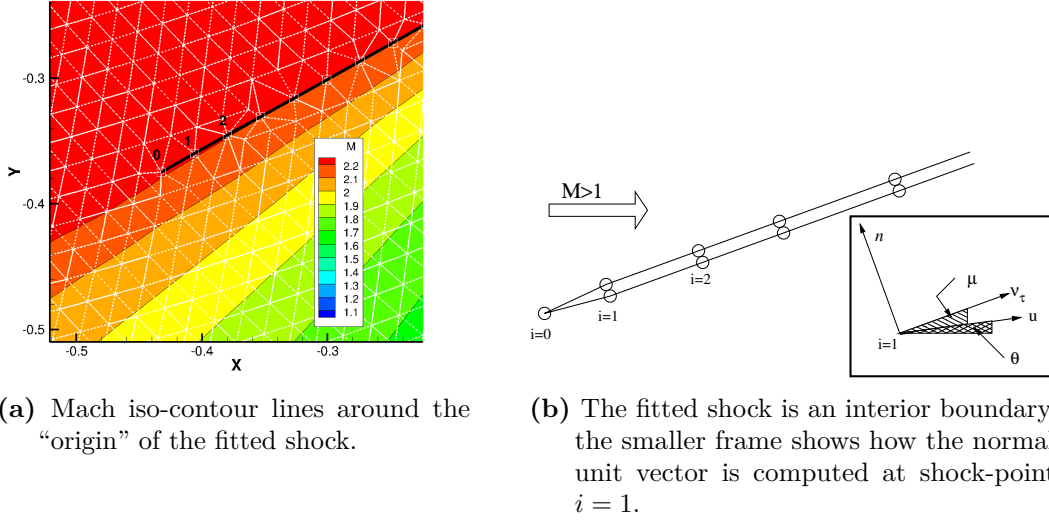 -0.3
-0.4
-0.5
Y
-0.5
-0.4
-0.3
X
0
1
2
M
2.2
2.1
2
1.9
1.8
1.7
1.6
1.5
1.4
1.3
1.2
1.1
M>1
i=0
i=1
i=2
n
μ
ντ
u
i=1
θ
(a) Mach iso-contour lines around the
“origin” of the fitted shock.
(b) The fitted shock is an interior boundary
the smaller frame shows how the normal
unit vector is computed at shock-point
i = 1.